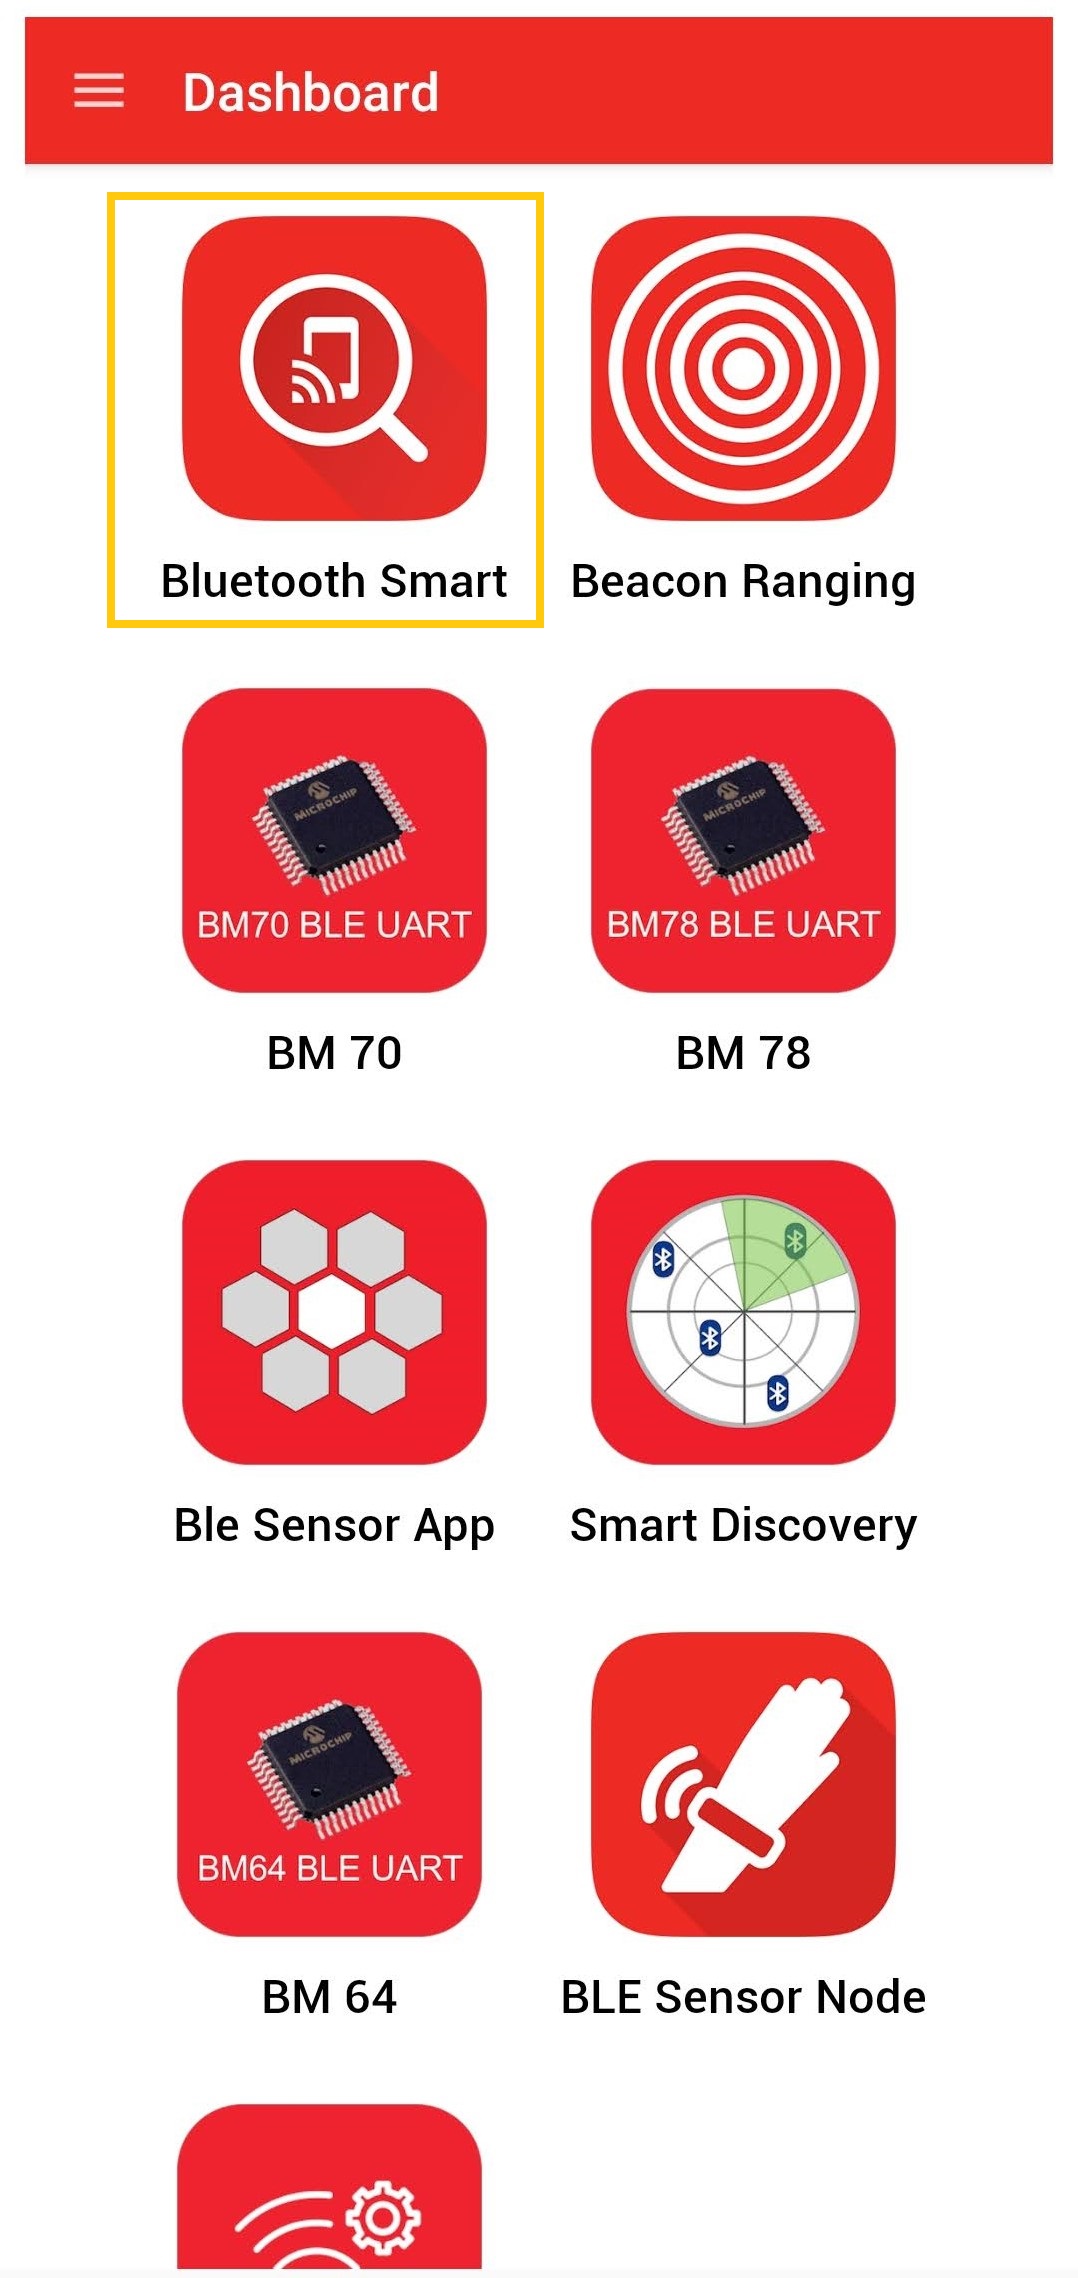 Dashboard
Bluetooth Smart
Beacon Ranging
MICROCHIP
BM70 BLE UART
MICROCHIP
BM78 BLE UART
BM 70
BM 78
Ble Sensor App
Smart Discovery
MICROCHIP
BM64 BLE UART
BM 64
BLE Sensor Node